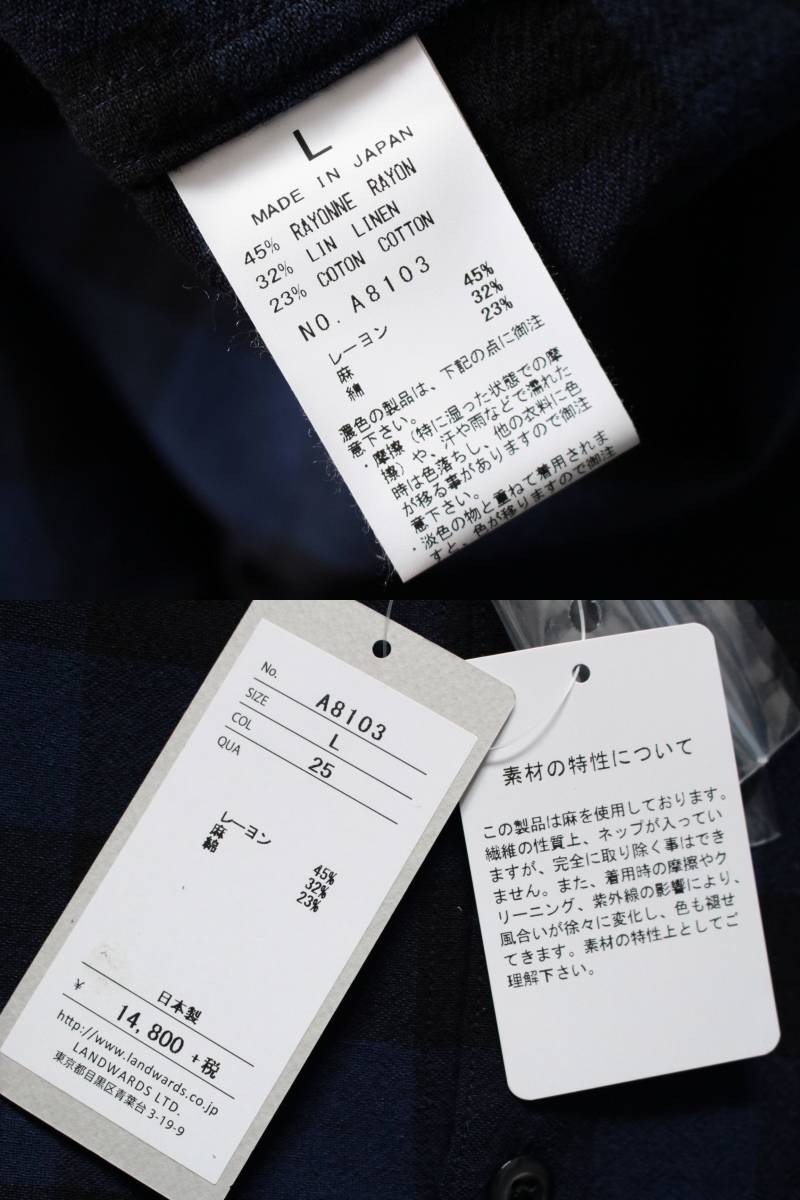 L
MADE IN JAPAN
45% RAYONNE RAYON
32% LIN LINEN
23% COTON COTTON
NO. A8103
レーヨン 45%
麻 32%
綿 23%
濃色の製品は、下記の点に御注
意下さい。
・摩擦（特に湿った状態での摩
擦）や、汗や雨などで濡れた
時は色落ちし、他の衣料に色
が移る事がありますので御注
意下さい。
・淡色の物と重ねて着用されま
すと、色が移りますので御注
No. A8103
SIZE L
COL 25
QUA
レーヨン 45%
麻 32%
綿 23%
日本製
¥ 14,800 +税
http://www.landwards.co.jp
LANDWARDS LTD.
東京都目黒区青葉台 3-19-9
素材の特性について
この製品は麻を使用しております。
繊維の性質上、ネップが入ってい
ますが、完全に取り除く事はでき
ません。また、着用時の摩擦やク
リーニング、紫外線の影響により、
風合いが徐々に変化し、色も褪せ
てきます。素材の特性上としてご
理解下さい。